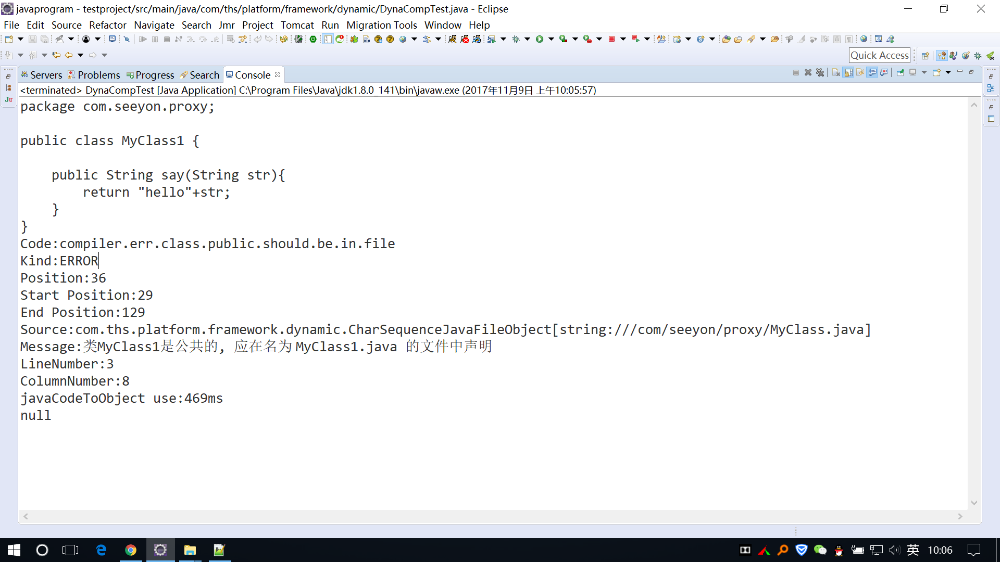 javaprogram - testproject/src/main/java/com/ths/platform/framework/dynamic/DynaCompTest.java - Eclipse
File Edit Source Refactor Navigate Search Jmr Project Tomcat Run Migration Tools Window Help
Quick Access
Servers Problems Progress Search Console
<terminated> DynaCompTest [Java Application] C:\Program Files\Java\jdk1.8.0_141\bin\javaw.exe (2017年11月9日 上午10:05:57)
package com.seeyon.proxy;
public class MyClass1 {
public String say(String str){
return "hello"+str;
}
}
Code:compiler.err.class.public.should.be.in.file
Kind:ERROR
Position:36
Start Position:29
End Position:129
Source:com.ths.platform.framework.dynamic.CharSequenceJavaFileObject[string:///com/seeyon/proxy/MyClass.java]
Message:类MyClass1是公共的, 应在名为 MyClass1.java 的文件中声明
LineNumber:3
ColumnNumber:8
javaCodeToObject use:469ms
null
英 10:06